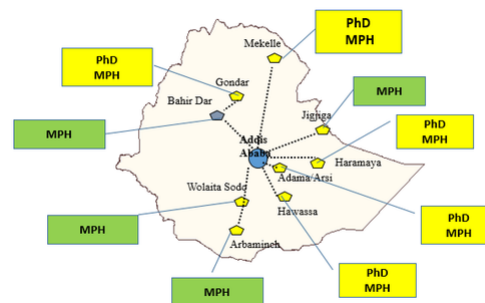 PhD
MPH
Mekelle
PhD
MPH
Gondar
Bahir Dar
MPH
Jigjiga
MPH
Addis
Ababa
PhD
MPH
Haramaya
Adama/Arsi
Wolaita Sodo
Hawassa
MPH
PhD
MPH
Arbaminch
MPH
PhD
MPH